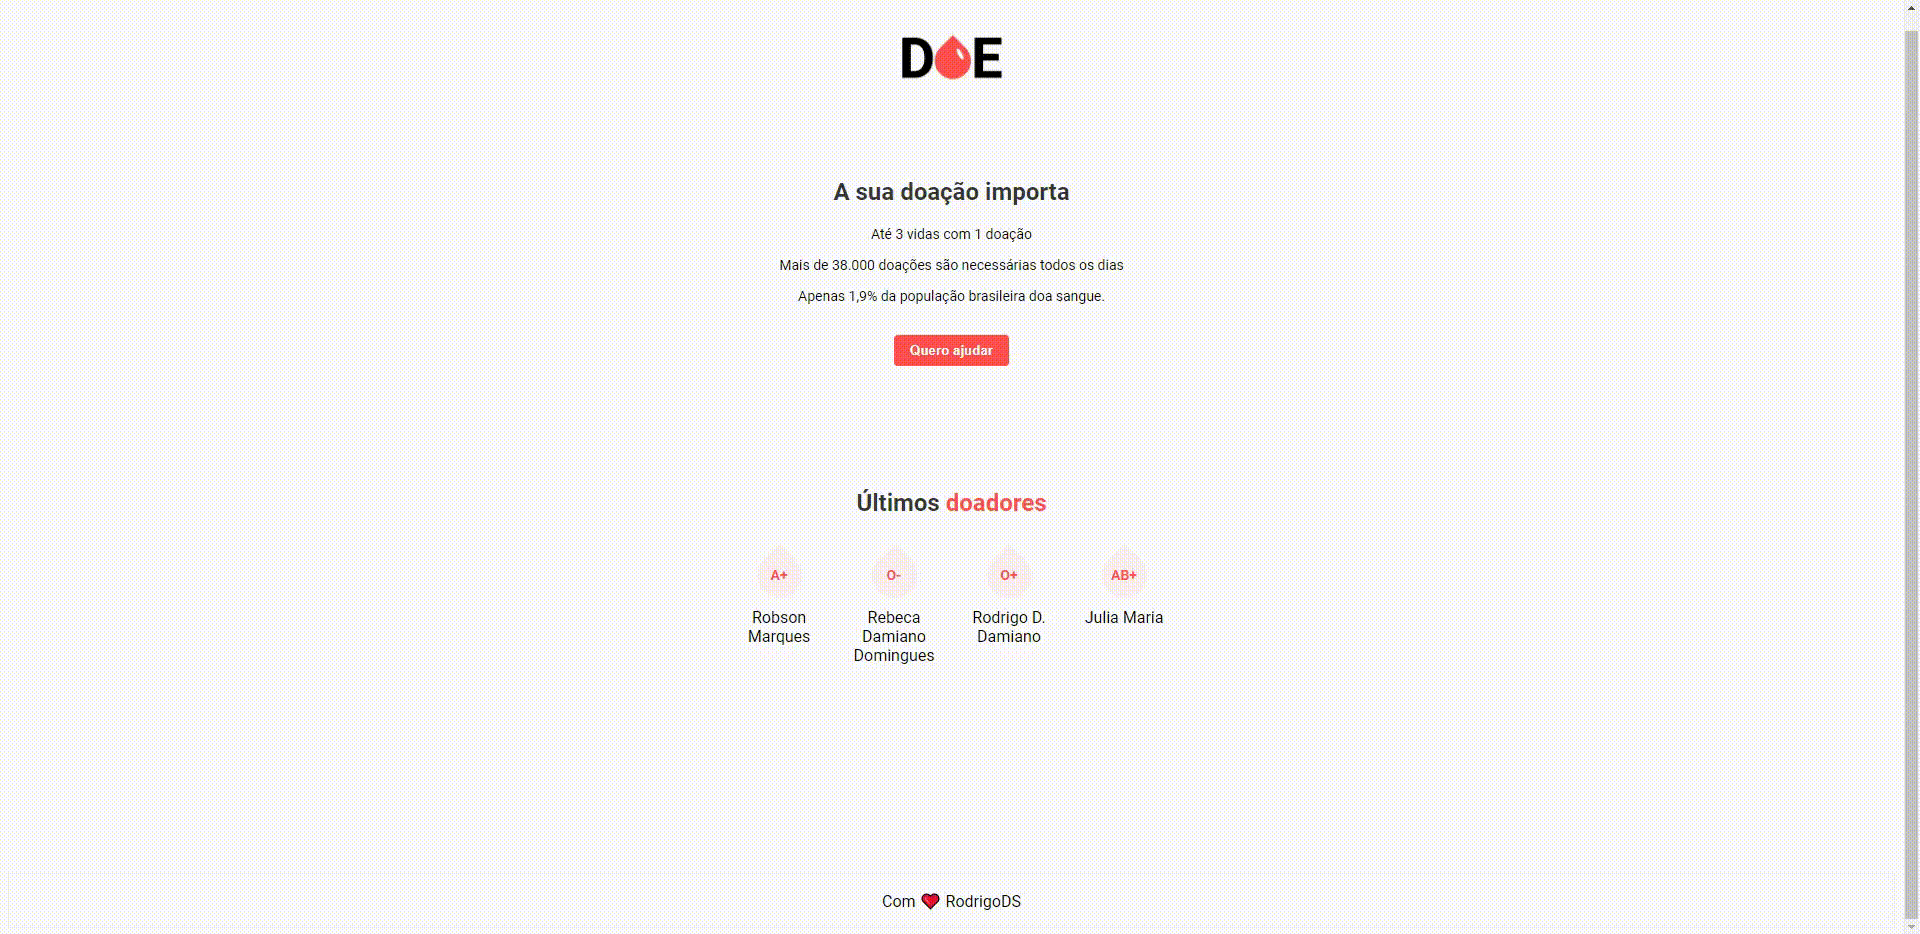 D E
A sua doação importa
Até 3 vidas com 1 doação
Mais de 38.000 doações são necessárias todos os dias
Apenas 1,9% da população brasileira doa sangue.
Quero ajudar
Últimos doadores
A+
Robson
Marques
O-
Rebeca
Damiano
Domingues
O+
Rodrigo D.
Damiano
AB+
Julia Maria
Com ❤ RodrigoDS